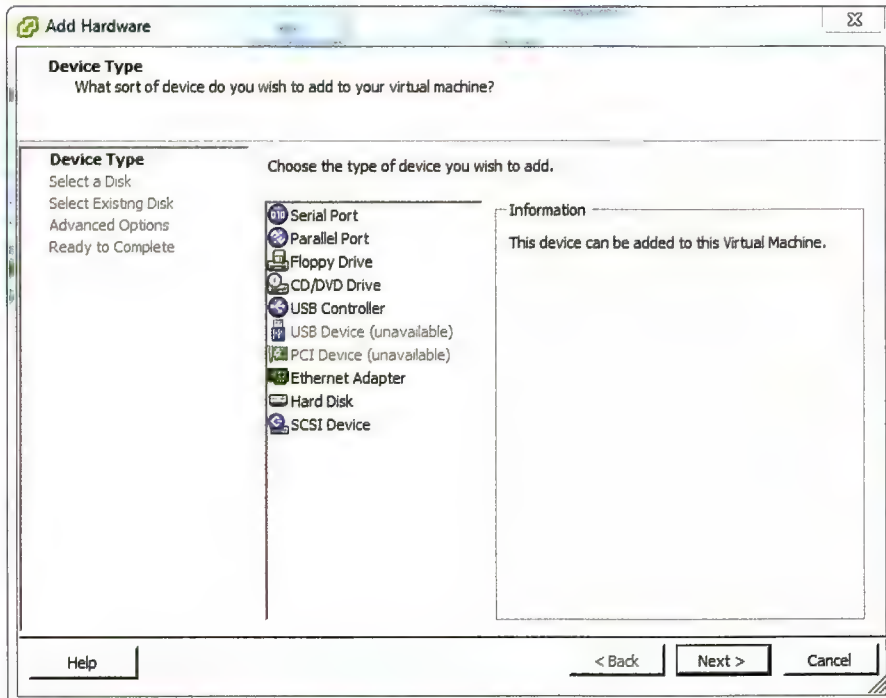 Add Hardware
Device Type
What sort of device do you wish to add to your virtual machine?
Device Type
Select a Disk
Select Existing Disk
Advanced Options
Ready to Complete
Choose the type of device you wish to add.
Serial Port
Parallel Port
Floppy Drive
CD/DVD Drive
USB Controller
USB Device (unavailable)
PCI Device (unavailable)
Ethernet Adapter
Hard Disk
SCSI Device
Information
This device can be added to this Virtual Machine.
Help
< Back
Next >
Cancel